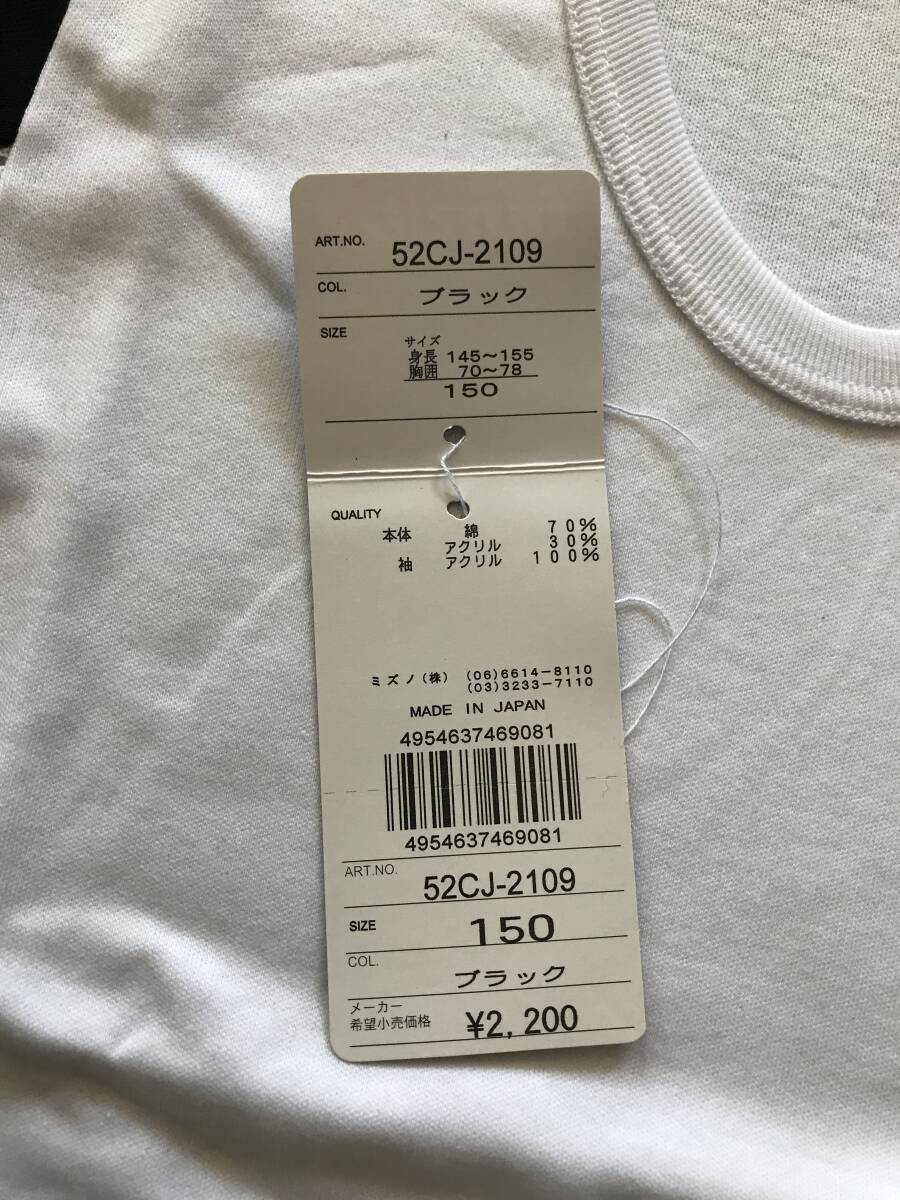 ART.NO. 52CJ-2109
COL. ブラック
SIZE
サイズ
身長 145〜155
胸囲 70〜78
150
QUALITY
本体 綿 70%
アクリル 30%
袖 アクリル 100%
ミズノ(株) (06)6614-8110
(03)3233-7110
MADE IN JAPAN
4954637469081
4954637469081
ART.NO.
52CJ-2109
SIZE 150
COL.
ブラック
メーカー
希望小売価格 ¥2,200